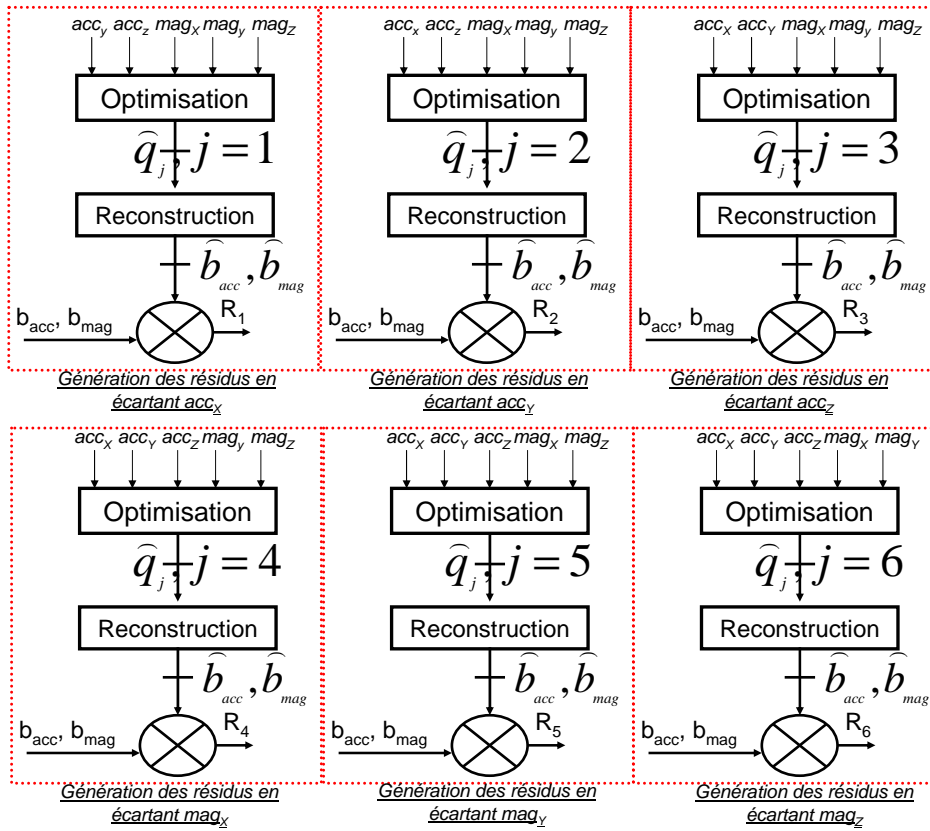 acc_y acc_z mag_X mag_y mag_Z
Optimisation
q̂_j, j = 1
Reconstruction
b̂_acc, b̂_mag
b_acc, b_mag
R_1
Génération des résidus en
écartant acc_X
acc_x acc_z mag_X mag_y mag_Z
Optimisation
q̂_j, j = 2
Reconstruction
b̂_acc, b̂_mag
b_acc, b_mag
R_2
Génération des résidus en
écartant acc_Y
acc_X acc_Y mag_X mag_y mag_Z
Optimisation
q̂_j, j = 3
Reconstruction
b̂_acc, b̂_mag
b_acc, b_mag
R_3
Génération des résidus en
écartant acc_Z
acc_X acc_Y acc_Z mag_y mag_Z
Optimisation
q̂_j, j = 4
Reconstruction
b̂_acc, b̂_mag
b_acc, b_mag
R_4
Génération des résidus en
écartant mag_X
acc_X acc_Y acc_Z mag_X mag_Z
Optimisation
q̂_j, j = 5
Reconstruction
b̂_acc, b̂_mag
b_acc, b_mag
R_5
Génération des résidus en
écartant mag_Y
acc_X acc_Y acc_Z mag_X mag_Y
Optimisation
q̂_j, j = 6
Reconstruction
b̂_acc, b̂_mag
b_acc, b_mag
R_6
Génération des résidus en
écartant mag_Z